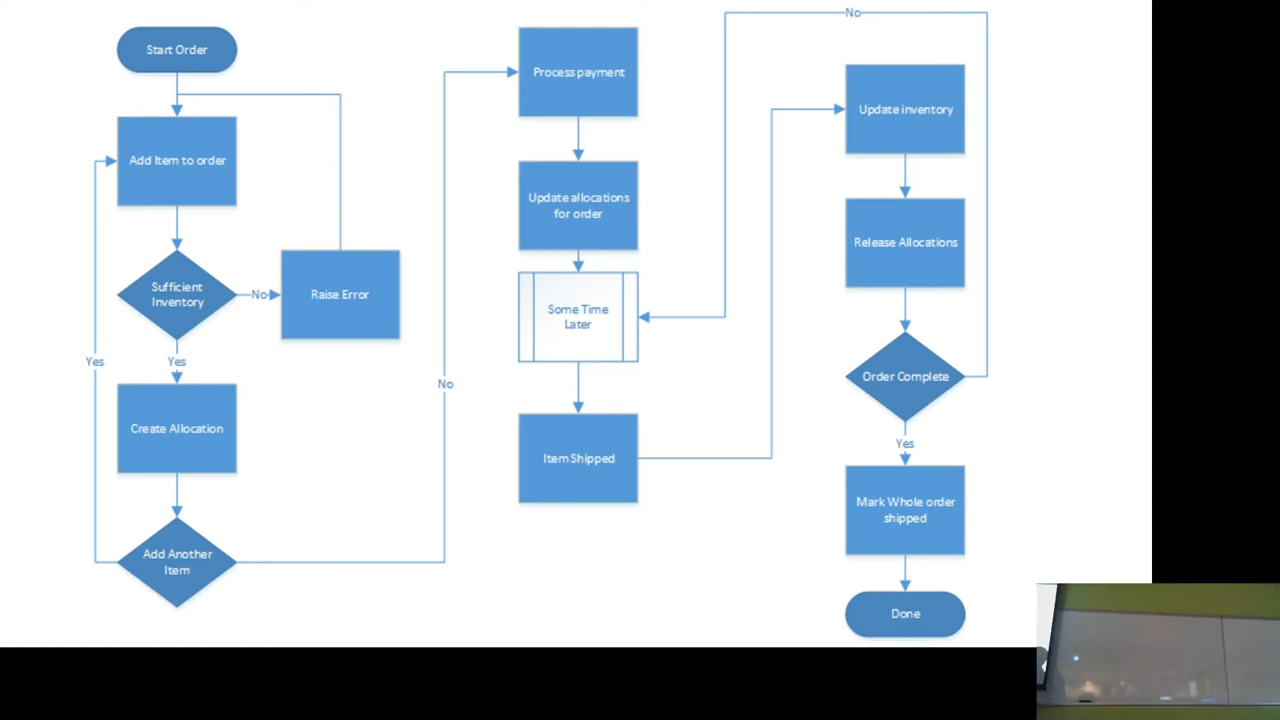 Start Order
Add Item to order
Sufficient
Inventory
No
Raise Error
Yes
Yes
Create Allocation
Add Another
Item
No
Process payment
Update allocations
for order
Some Time
Later
Item Shipped
No
Update inventory
Release Allocations
Order Complete
Yes
Mark Whole order
shipped
Done